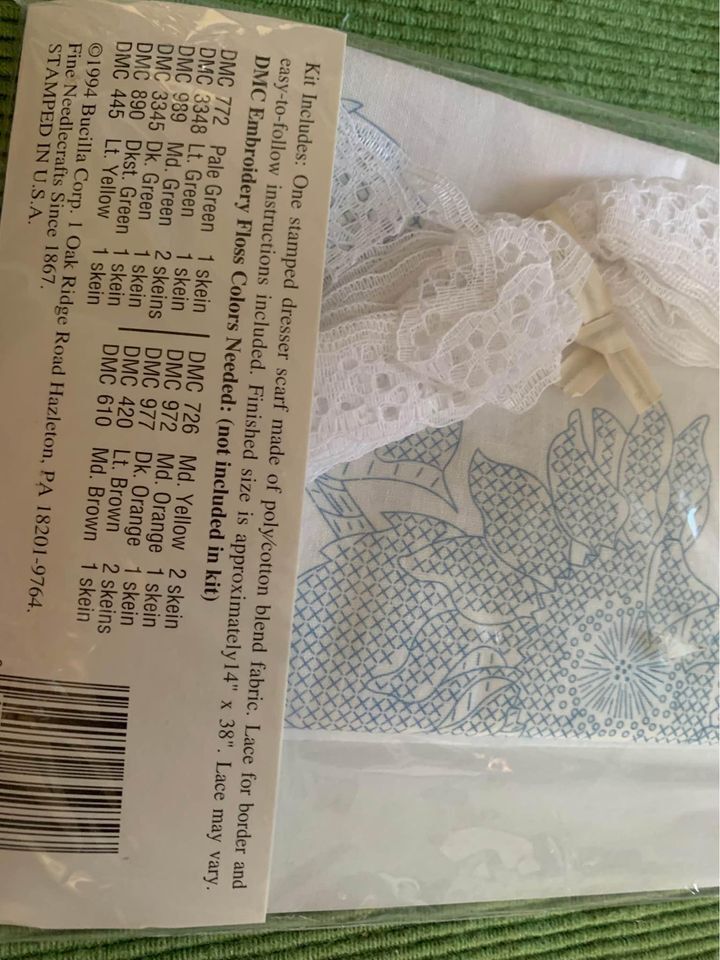 Kit Includes: One stamped dresser scarf made of poly/cotton blend fabric. Lace for border and
easy-to-follow instructions included. Finished size is approximately 14" x 38". Lace may vary.
DMC Embroidery Floss Colors Needed: (not included in kit)
DMC 772 Pale Green 1 skein
DMC 3348 Lt. Green 1 skein
DMC 989 Md. Green 2 skeins
DMC 3345 Dk. Green 1 skein
DMC 890 Dkst. Green 1 skein
DMC 445 Lt. Yellow 1 skein
DMC 726 Md. Yellow 2 skein
DMC 972 Md. Orange 1 skein
DMC 977 Dk. Orange 1 skein
DMC 420 Lt. Brown 2 skeins
DMC 610 Md. Brown 1 skein
©1994 Bucilla Corp. 1 Oak Ridge Road Hazleton, PA 18201-9764.
Fine Needlecrafts Since 1867.
STAMPED IN U.S.A.